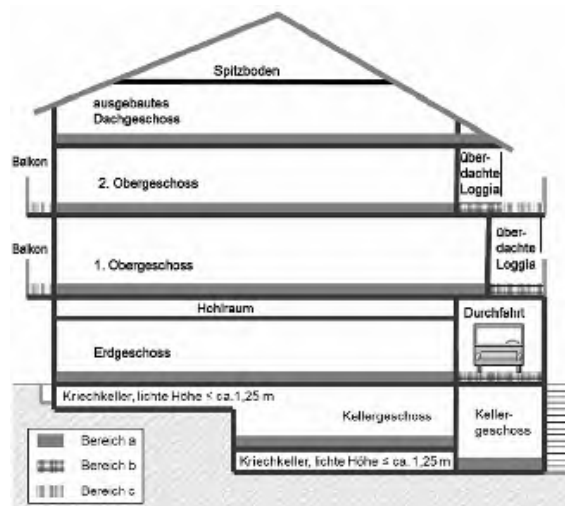 Spitzboden
ausgebautes
Dachgeschoss
Balkon
2. Obergeschoss
über-
dachte
Loggia
Balkon
1. Obergeschoss
über-
dachte
Loggia
Hohlraum
Durchfahrt
Erdgeschoss
Kriechkeller, lichte Höhe ≤ ca. 1,25 m
Kellergeschoss
Keller-
geschoss
Kriechkeller, lichte Höhe ≤ ca. 1,25 m
Bereich a
Bereich b
Bereich c